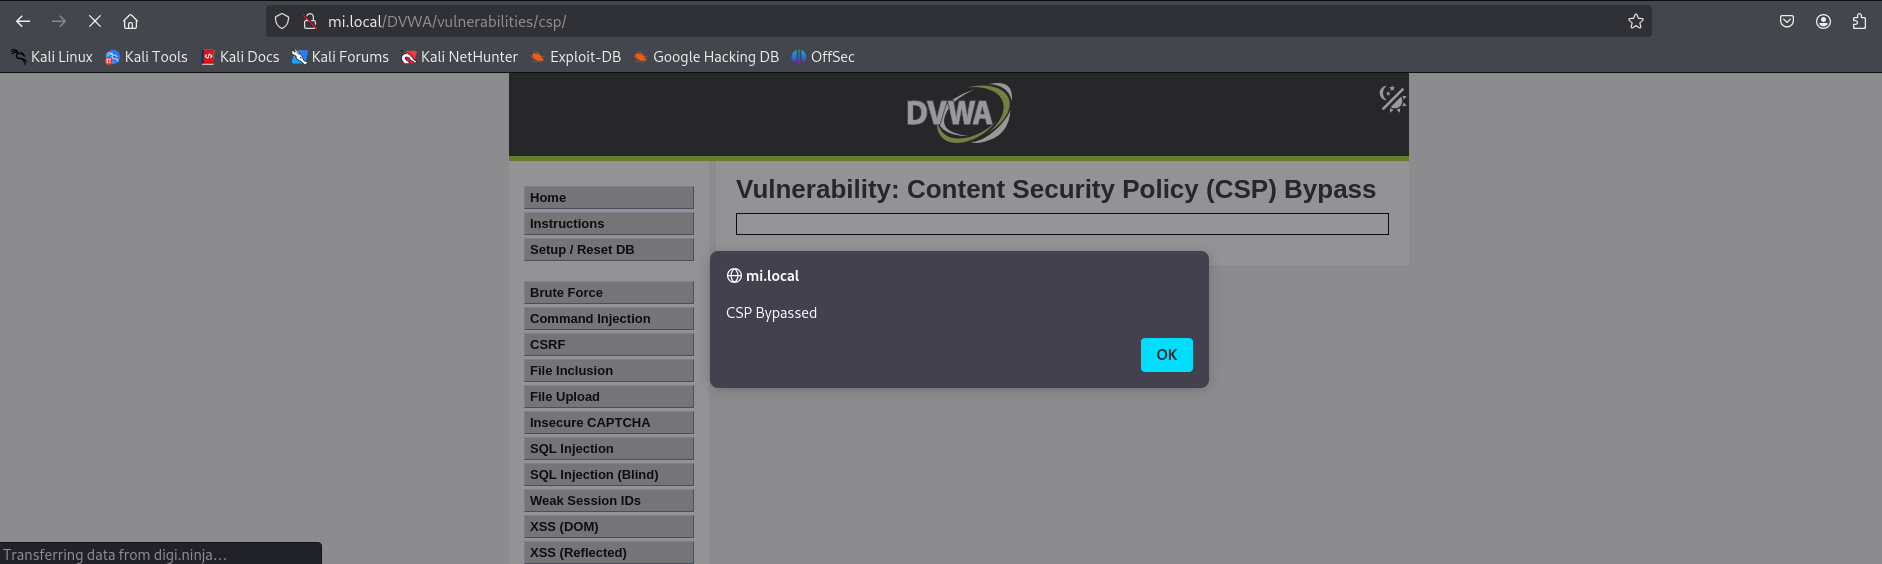 mi.local/DVWA/vulnerabilities/csp/
Kali Linux Kali Tools Kali Docs Kali Forums Kali NetHunter Exploit-DB Google Hacking DB OffSec
DVWA
Home
Instructions
Setup / Reset DB
Brute Force
Command Injection
CSRF
File Inclusion
File Upload
Insecure CAPTCHA
SQL Injection
SQL Injection (Blind)
Weak Session IDs
XSS (DOM)
XSS (Reflected)
Vulnerability: Content Security Policy (CSP) Bypass
mi.local
CSP Bypassed
OK
Transferring data from digi.ninja…